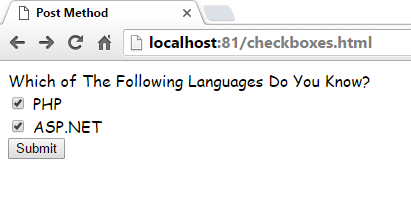 Post Method
localhost:81/checkboxes.html
Which of The Following Languages Do You Know?
PHP
ASP.NET
Submit